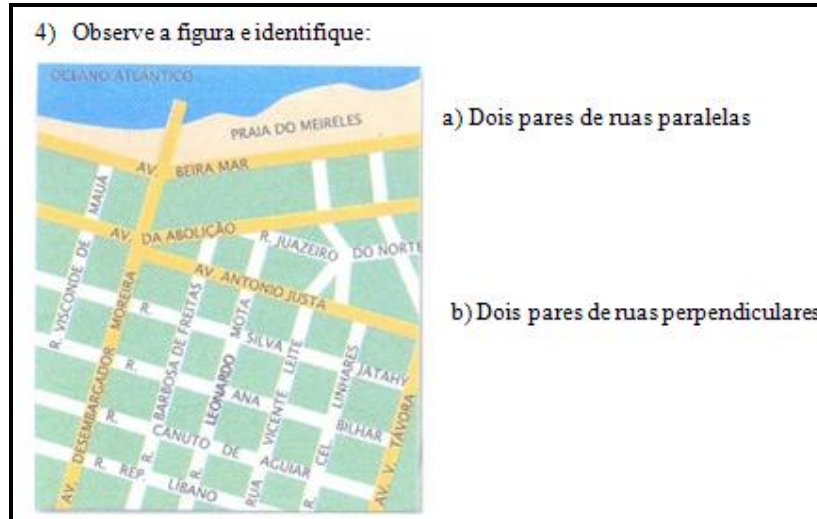 4) Observe a figura e identifique:
OCEANO ATLÂNTICO
PRAIA DO MEIRELES
a) Dois pares de ruas paralelas
AV. BEIRA MAR
R. VISCONDE DE MAUÁ
AV. DA ABOLIÇÃO
R. JUAZEIRO DO NORTE
AV. ANTONIO JUSTA
AV. DESEMBARGADOR MOREIRA
R. BARBOSA DE FREITAS
R. LEONARDO MOTA
RUA VICENTE LEITE
R. CEL. LINHARES
AV. V. TÁVORA
R. SILVA JATAHY
R. ANA BILHAR
R. CANUTO DE AGUIAR
R. REP. LÍBANO
b) Dois pares de ruas perpendiculares